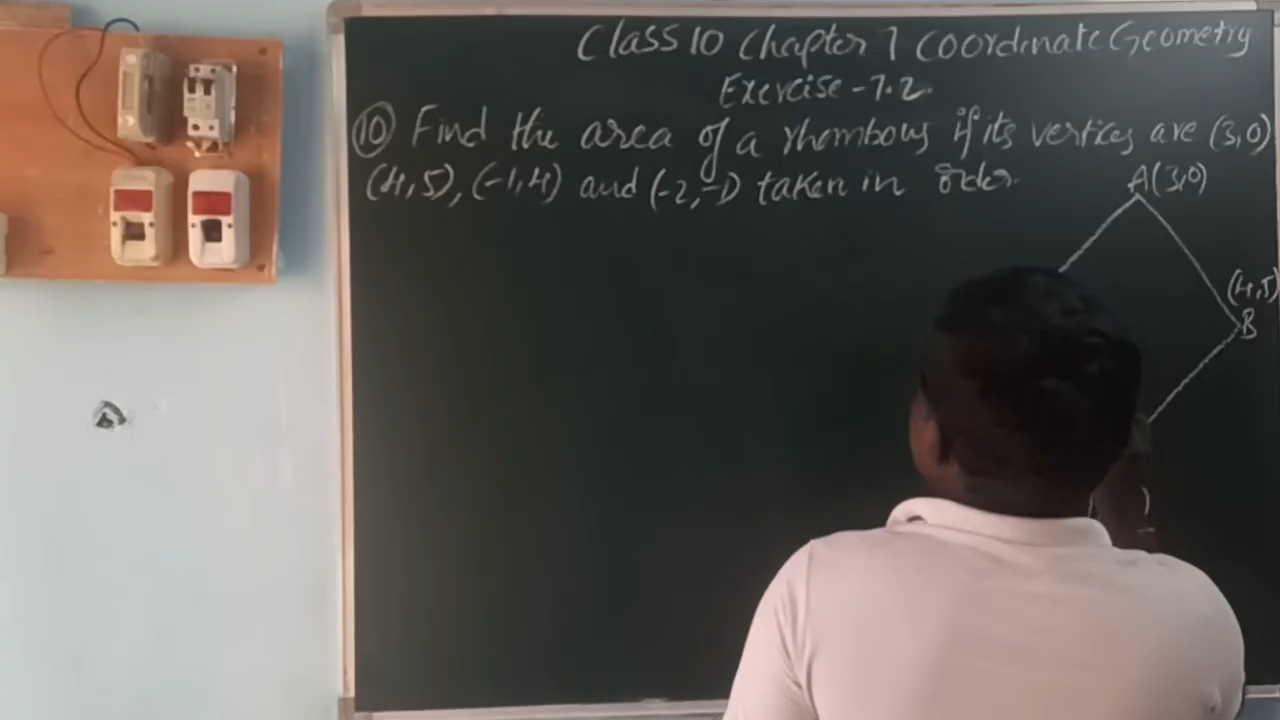 Class 10 Chapter 7 Coordinate Geometry
Exercise - 7.2.
(10) Find the area of a rhombous if its vertices are (3,0)
(4,5), (-1,4) and (-2,-1) taken in order.
A(3,0)
(4,5)
B